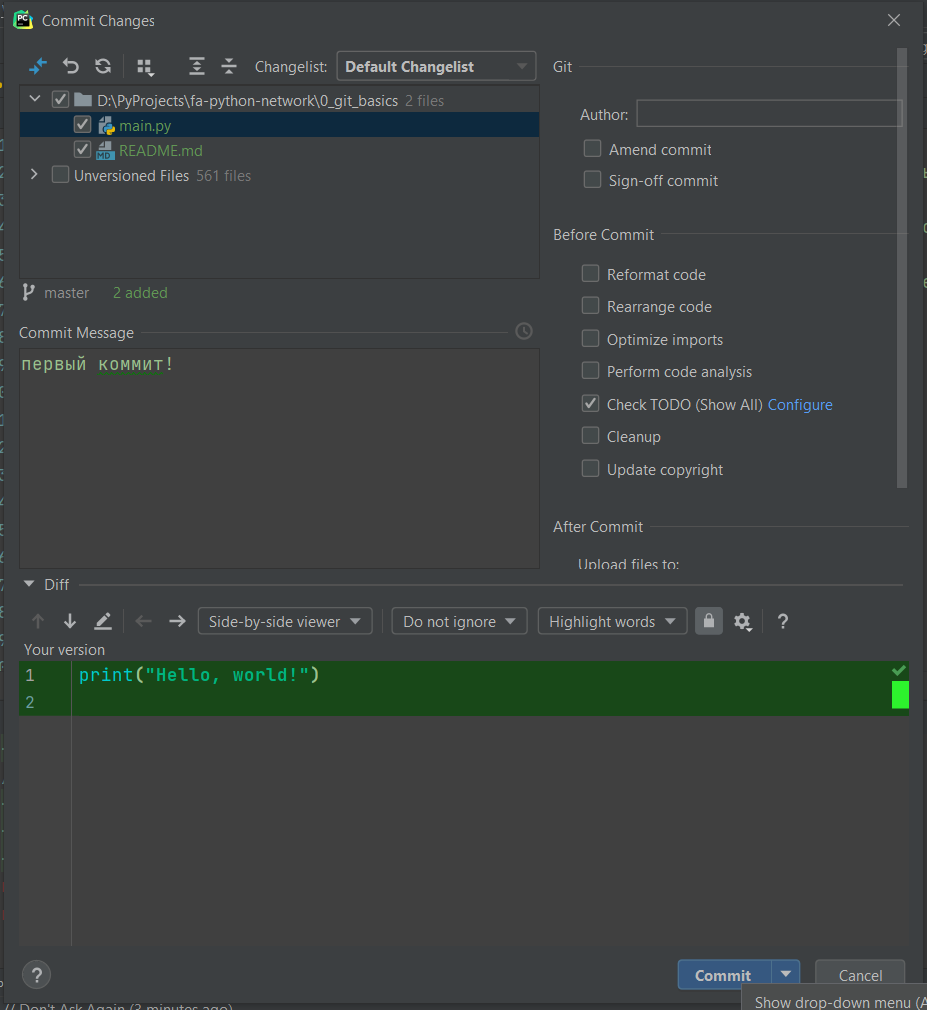 Commit Changes
Changelist: Default Changelist
D:\PyProjects\fa-python-network\0_git_basics 2 files
main.py
README.md
Unversioned Files 561 files
master 2 added
Commit Message
первый коммит!
Git
Author:
Amend commit
Sign-off commit
Before Commit
Reformat code
Rearrange code
Optimize imports
Perform code analysis
Check TODO (Show All) Configure
Cleanup
Update copyright
After Commit
Upload files to:
Diff
Side-by-side viewer Do not ignore Highlight words ?
Your version
1 print("Hello, world!")
2
? Commit Cancel
Show drop-down menu (A
// Don't Ask Again (3 minutes ago)